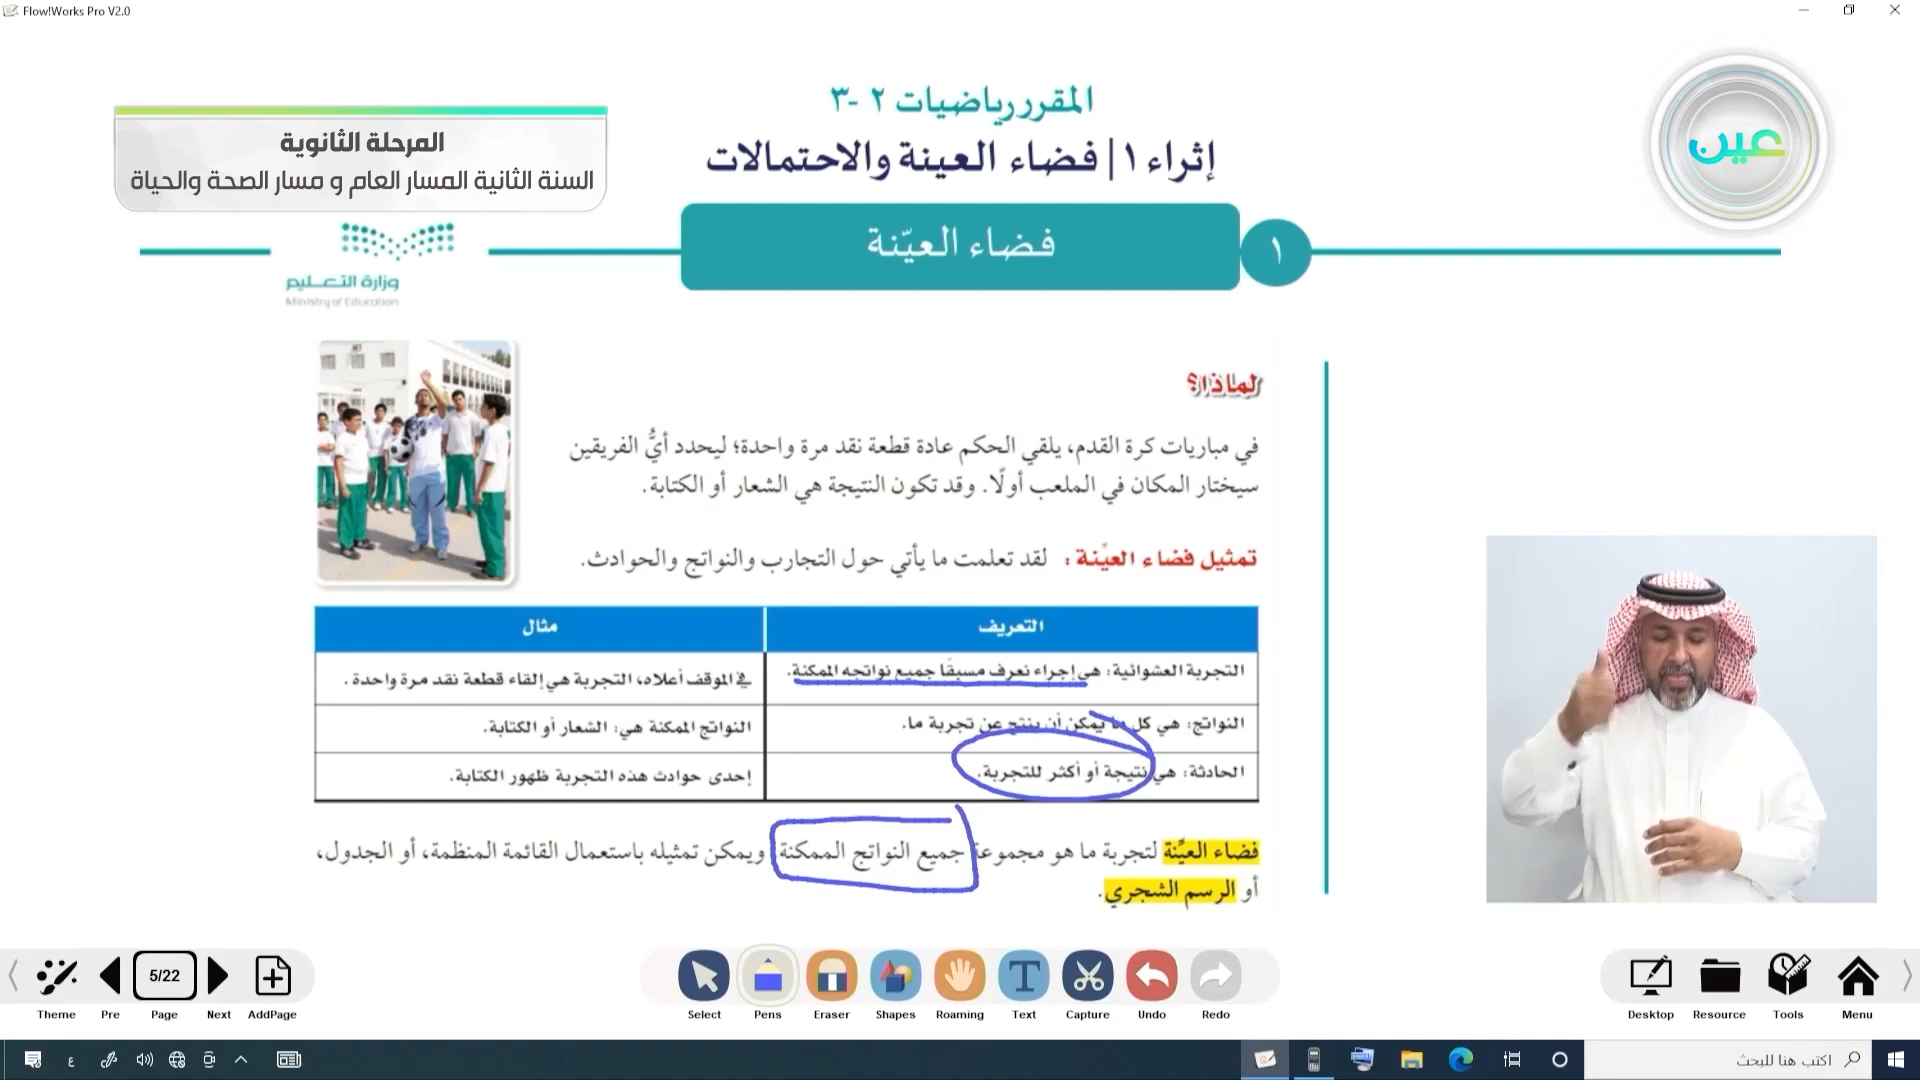 Flow!Works Pro V2.0
المقرر رياضيات ٢ -٣
إثراء ١| فضاء العينة والاحتمالات
المرحلة الثانوية
السنة الثانية المسار العام و مسار الصحة والحياة
عين
١
فضاء العيّنة
وزارة التعليم
Ministry of Education
لماذا؟
في مباريات كرة القدم، يلقي الحكم عادة قطعة نقد مرة واحدة؛ ليحدد أيُّ الفريقين
سيختار المكان في الملعب أولًا. وقد تكون النتيجة هي الشعار أو الكتابة.
تمثيل فضاء العيّنة : لقد تعلمت ما يأتي حول التجارب والنواتج والحوادث.
التعريف مثال
التجربة العشوائية: هي إجراء نعرف مسبقًا جميع نواتجه الممكنة. في الموقف أعلاه، التجربة هي إلقاء قطعة نقد مرة واحدة .
النواتج: هي كل ما يمكن أن ينتج عن تجربة ما. النواتج الممكنة هي: الشعار أو الكتابة.
الحادثة: هي نتيجة أو أكثر للتجربة. إحدى حوادث هذه التجربة ظهور الكتابة.
فضاء العيّنة لتجربة ما هو مجموعة جميع النواتج الممكنة ويمكن تمثيله باستعمال القائمة المنظمة، أو الجدول،
أو الرسم الشجري.
5/22
Theme Pre Page Next AddPage Select Pens Eraser Shapes Roaming Text Capture Undo Redo Desktop Resource Tools Menu
ع
اكتب هنا للبحث